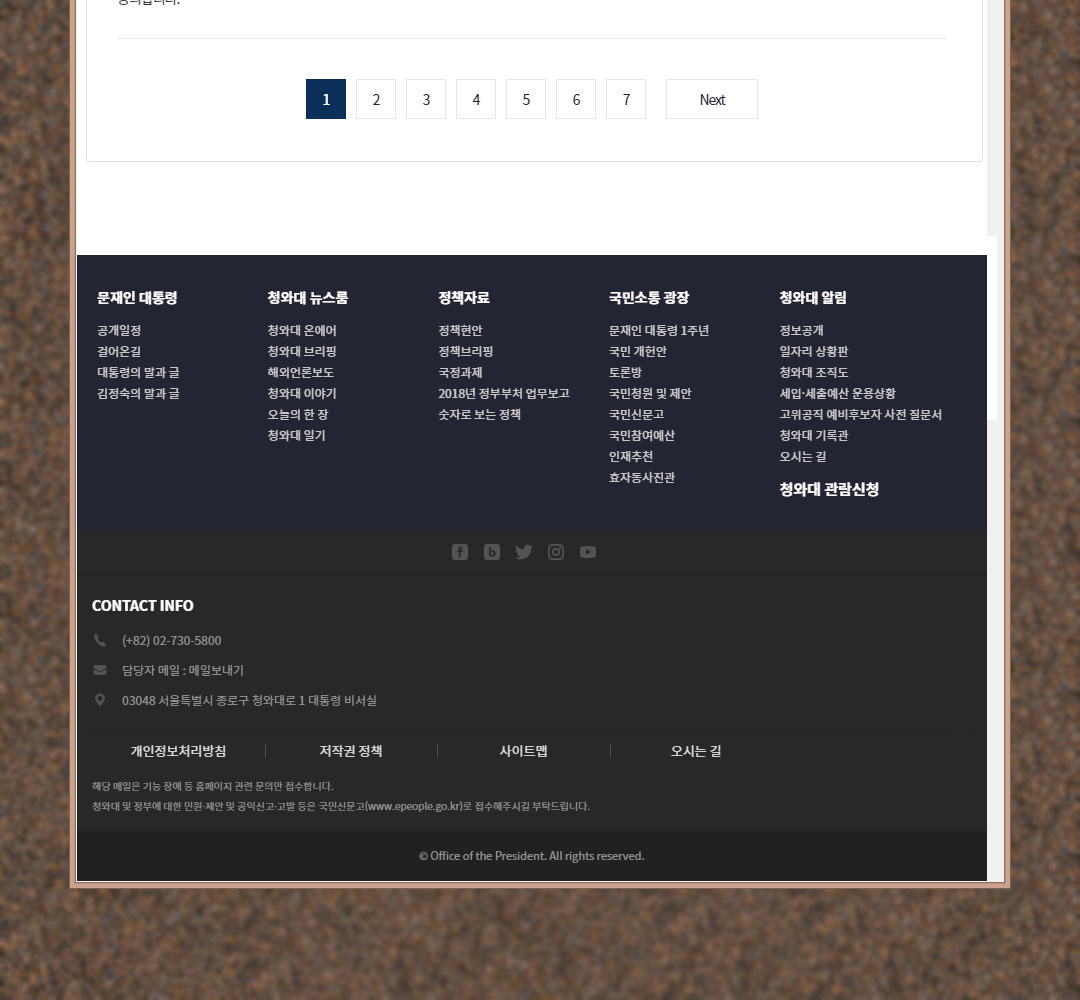 1 2 3 4 5 6 7 Next
문재인 대통령
공개일정
걸어온길
대통령의 말과 글
김정숙의 말과 글
청와대 뉴스룸
청와대 온에어
청와대 브리핑
해외언론보도
청와대 이야기
오늘의 한 장
청와대 일기
정책자료
정책현안
정책브리핑
국정과제
2018년 정부부처 업무보고
숫자로 보는 정책
국민소통 광장
문재인 대통령 1주년
국민 개헌안
토론방
국민청원 및 제안
국민신문고
국민참여예산
인재추천
효자동사진관
청와대 알림
정보공개
일자리 상황판
청와대 조직도
세입·세출예산 운용상황
고위공직 예비후보자 사전 질문서
청와대 기록관
오시는 길
청와대 관람신청
CONTACT INFO
(+82) 02-730-5800
담당자 메일 : 메일보내기
03048 서울특별시 종로구 청와대로 1 대통령 비서실
개인정보처리방침 저작권 정책 사이트맵 오시는 길
해당 메일은 기능 장애 등 홈페이지 관련 문의만 접수합니다.
청와대 및 정부에 대한 민원·제안 및 공익신고·고발 등은 국민신문고(www.epeople.go.kr)로 접수해주시길 부탁드립니다.
© Office of the President. All rights reserved.